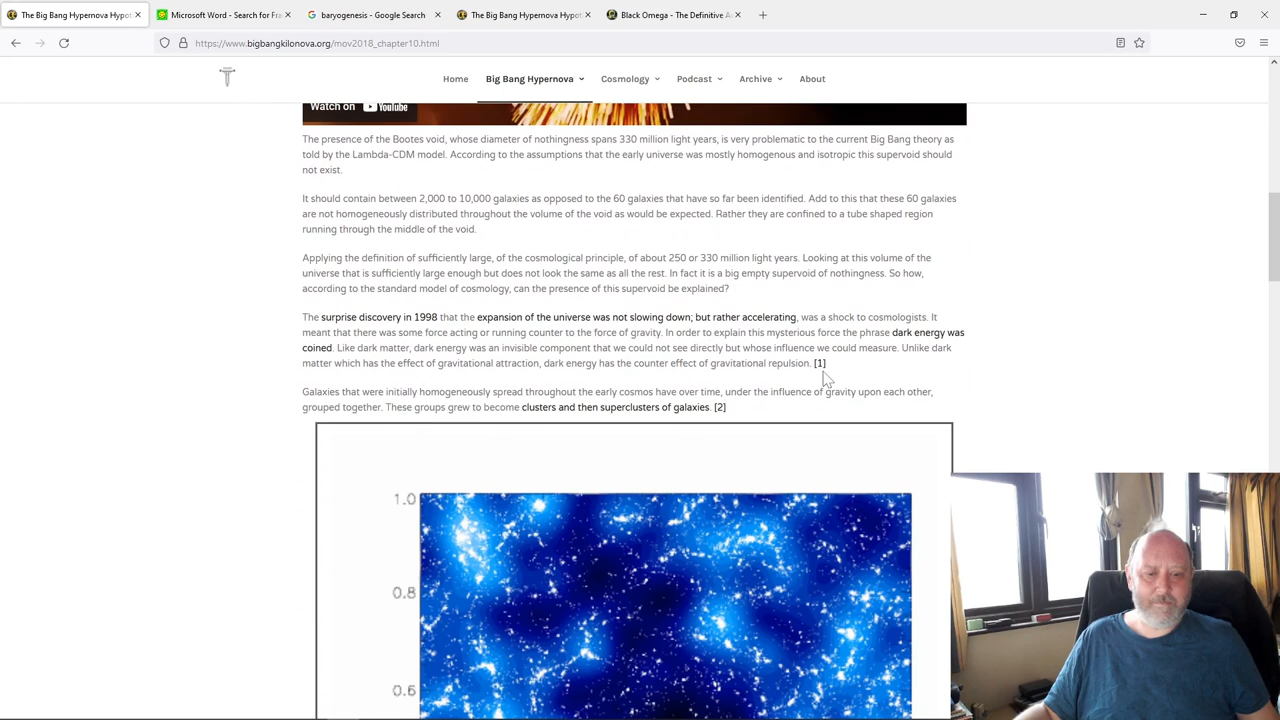 The Big Bang Hypernova Hypot
Microsoft Word - Search for Fra
baryogenesis - Google Search
The Big Bang Hypernova Hypot
Black Omega - The Definitive A
https://www.bigbangkilonova.org/mov2018_chapter10.html
Home Big Bang Hypernova Cosmology Podcast Archive About
Watch on YouTube
The presence of the Bootes void, whose diameter of nothingness spans 330 million light years, is very problematic to the current Big Bang theory as
told by the Lambda-CDM model. According to the assumptions that the early universe was mostly homogenous and isotropic this supervoid should
not exist.
It should contain between 2,000 to 10,000 galaxies as opposed to the 60 galaxies that have so far been identified. Add to this that these 60 galaxies
are not homogeneously distributed throughout the volume of the void as would be expected. Rather they are confined to a tube shaped region
running through the middle of the void.
Applying the definition of sufficiently large, of the cosmological principle, of about 250 or 330 million light years. Looking at this volume of the
universe that is sufficiently large enough but does not look the same as all the rest. In fact it is a big empty supervoid of nothingness. So how,
according to the standard model of cosmology, can the presence of this supervoid be explained?
The surprise discovery in 1998 that the expansion of the universe was not slowing down; but rather accelerating, was a shock to cosmologists. It
meant that there was some force acting or running counter to the force of gravity. In order to explain this mysterious force the phrase dark energy was
coined. Like dark matter, dark energy was an invisible component that we could not see directly but whose influence we could measure. Unlike dark
matter which has the effect of gravitational attraction, dark energy has the counter effect of gravitational repulsion. [1]
Galaxies that were initially homogeneously spread throughout the early cosmos have over time, under the influence of gravity upon each other,
grouped together. These groups grew to become clusters and then superclusters of galaxies. [2]
1.0
0.8
0.6